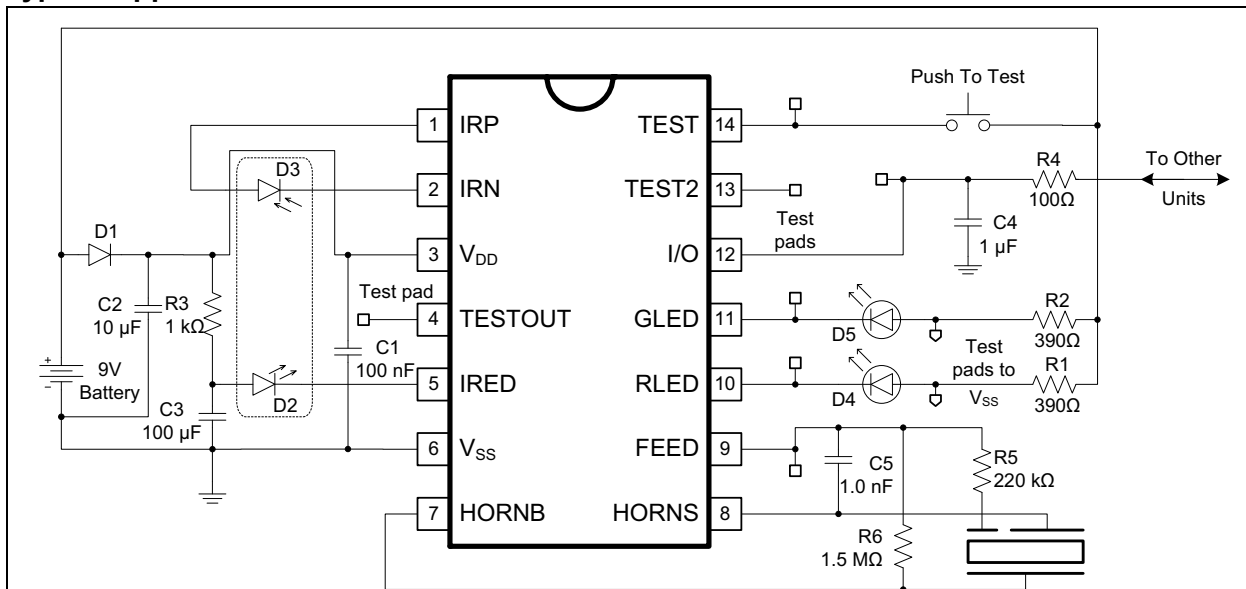 Push To Test
1 IRP
TEST 14
D3
R4
To Other
Units
2 IRN
TEST2 13
100Ω
D1
Test
pads
C4
1 µF
3 VDD
I/O 12
C2
10 µF
R3
1 kΩ
Test pad
4 TESTOUT
GLED 11
D5
R2
390Ω
C1
100 nF
+
9V
Battery
−
D2
5 IRED
RLED 10
D4
Test
pads to
VSS
R1
390Ω
C3
100 µF
6 VSS
FEED 9
C5
1.0 nF
R5
220 kΩ
7 HORNB
HORNS 8
R6
1.5 MΩ